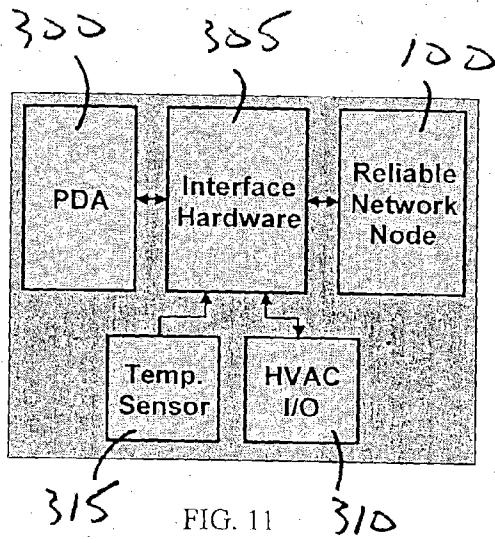 300 305 100
PDA
Interface
Hardware
Reliable
Network
Node
Temp.
Sensor
HVAC
I/O
315 FIG. 11 310